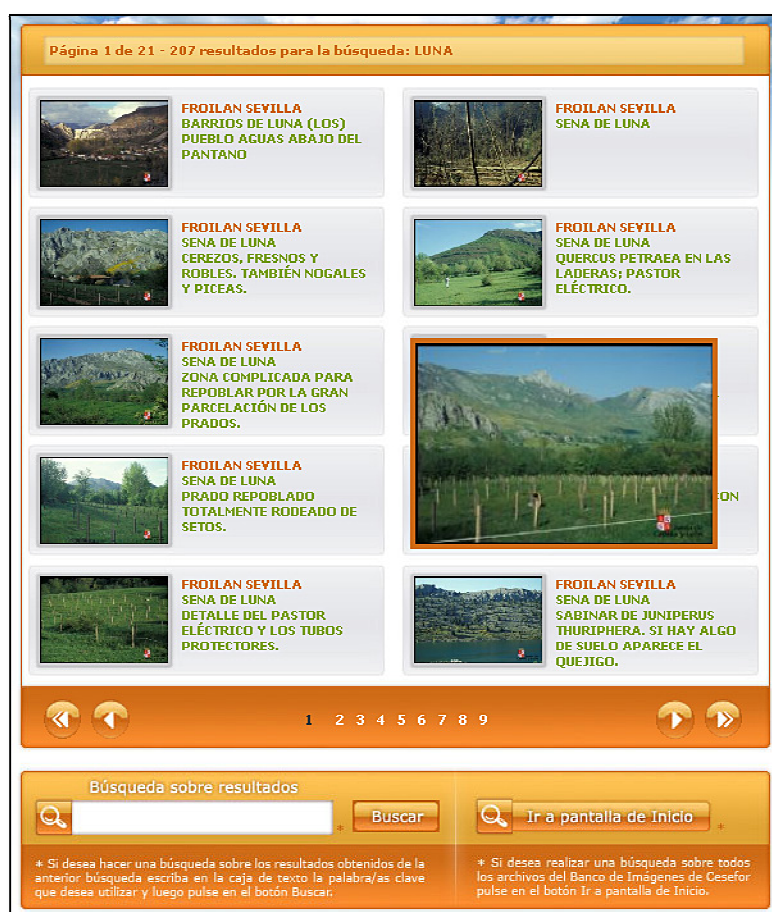 Página 1 de 21 - 207 resultados para la búsqueda: LUNA
FROILAN SEVILLA
BARRIOS DE LUNA (LOS)
PUEBLO AGUAS ABAJO DEL
PANTANO
FROILAN SEVILLA
SENA DE LUNA
FROILAN SEVILLA
SENA DE LUNA
CEREZOS, FRESNOS Y
ROBLES. TAMBIÉN NOGALES
Y PICEAS.
FROILAN SEVILLA
SENA DE LUNA
QUERCUS PETRAEA EN LAS
LADERAS; PASTOR
ELÉCTRICO.
FROILAN SEVILLA
SENA DE LUNA
ZONA COMPLICADA PARA
REPOBLAR POR LA GRAN
PARCELACIÓN DE LOS
PRADOS.
FROILAN SEVILLA
SENA DE LUNA
PRADO REPOBLADO
TOTALMENTE RODEADO DE
SETOS.
CON
FROILAN SEVILLA
SENA DE LUNA
DETALLE DEL PASTOR
ELÉCTRICO Y LOS TUBOS
PROTECTORES.
FROILAN SEVILLA
SENA DE LUNA
SABINAR DE JUNIPERUS
THURIPHERA. SI HAY ALGO
DE SUELO APARECE EL
QUEJIGO.
1 2 3 4 5 6 7 8 9
Búsqueda sobre resultados
* Buscar
Ir a pantalla de Inicio *
* Si desea hacer una búsqueda sobre los resultados obtenidos de la
anterior búsqueda escriba en la caja de texto la palabra/as clave
que desea utilizar y luego pulse en el botón Buscar.
* Si desea realizar una búsqueda sobre todos
los archivos del Banco de Imágenes de Cesefor
pulse en el botón Ir a pantalla de Inicio.